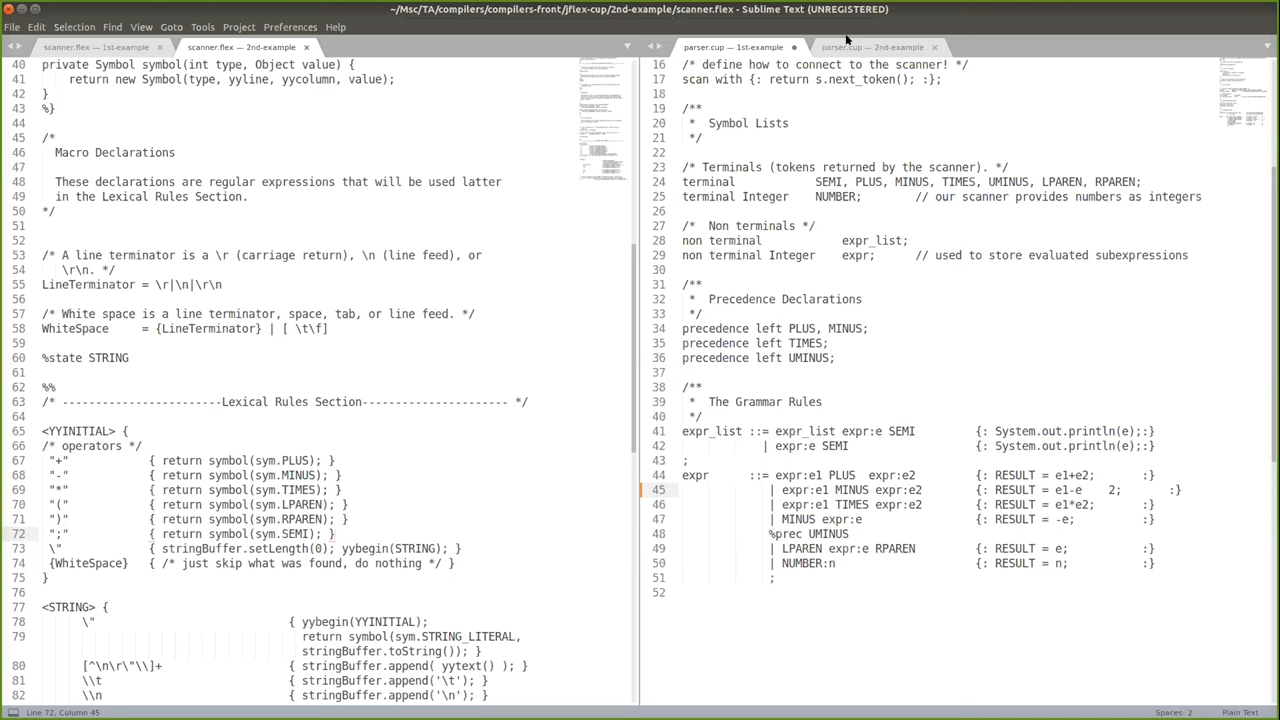 ~/Msc/TA/compilers/compilers-front/jflex-cup/2nd-example/scanner.flex - Sublime Text (UNREGISTERED)
File Edit Selection Find View Goto Tools Project Preferences Help
scanner.flex — 1st-example × scanner.flex — 2nd-example ×
40 private Symbol symbol(int type, Object value) {
41 return new Symbol(type, yyline, yycolumn, value);
42 }
43 %}
44
45
46
47 /*
48 The declarations are regular expressions that will be used latter
49 in the Lexical Rules Section.
50 */
51
52
53 /* A line terminator is a \r (carriage return), \n (line feed), or
54 \r\n. */
55 LineTerminator = \r|\n|\r\n
56
57 /* White space is a line terminator, space, tab, or line feed. */
58 WhiteSpace = {LineTerminator} | [ \t\f]
59
60 %state STRING
61
62 %%
63 /* ------------------------Lexical Rules Section---------------------- */
64
65 <YYINITIAL> {
66 /* operators */
67 "+" { return symbol(sym.PLUS); }
68 "-" { return symbol(sym.MINUS); }
69 "*" { return symbol(sym.TIMES); }
70 "(" { return symbol(sym.LPAREN); }
71 ")" { return symbol(sym.RPAREN); }
72 ";" { return symbol(sym.SEMI); }
73 \" { stringBuffer.setLength(0); yybegin(STRING); }
74 {WhiteSpace} /* just skip what was found, do nothing */ }
75 }
76
77 <STRING> {
78 \" { yybegin(YYINITIAL);
79 return symbol(sym.STRING_LITERAL,
stringBuffer.toString()); }
80 [^\n\r\"\\]+ { stringBuffer.append( yytext() ); }
81 \\t { stringBuffer.append('\t'); }
82 \\n { stringBuffer.append('\n'); }
parser.cup — 1st-example ● parser.cup — 2nd-example ×
16 /* define how to connect to the scanner! */
17 scan with {: return s.next_token(); :};
18
19 /**
20 * Symbol Lists
21 */
22
23 /* Terminals (tokens returned by the scanner). */
24 terminal SEMI, PLUS, MINUS, TIMES, UMINUS, LPAREN, RPAREN;
25 terminal Integer NUMBER; // our scanner provides numbers as integers
26
27 /* Non terminals */
28 non terminal expr_list;
29 non terminal Integer expr; // used to store evaluated subexpressions
30
31 /**
32 * Precedence Declarations
33 */
34 precedence left PLUS, MINUS;
35 precedence left TIMES;
36 precedence left UMINUS;
37
38 /**
39 * The Grammar Rules
40 */
41 expr_list ::= expr_list expr:e SEMI {: System.out.println(e);:}
42 | expr:e SEMI {: System.out.println(e);:}
43 ;
44 expr ::= expr:e1 PLUS expr:e2 {: RESULT = e1+e2; :}
45 | expr:e1 MINUS expr:e2 {: RESULT = e1-e 2; :}
46 | expr:e1 TIMES expr:e2 {: RESULT = e1*e2; :}
47 | MINUS expr:e {: RESULT = -e; :}
48 %prec UMINUS
49 | LPAREN expr:e RPAREN {: RESULT = e; :}
50 | NUMBER:n {: RESULT = n; :}
51 ;
52
Line 72, Column 45 Spaces: 2 Plain Text